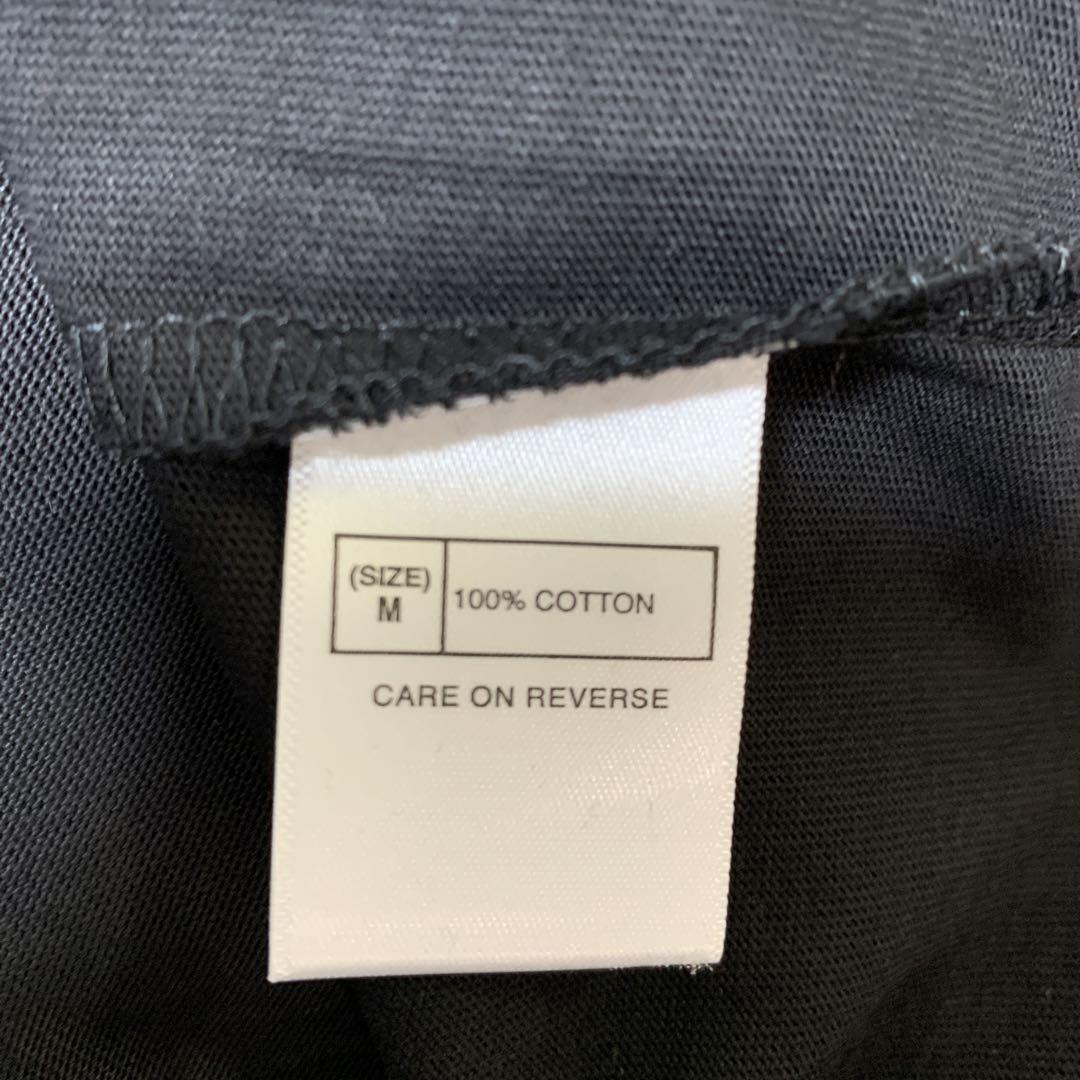 (SIZE)
M
100% COTTON
CARE ON REVERSE